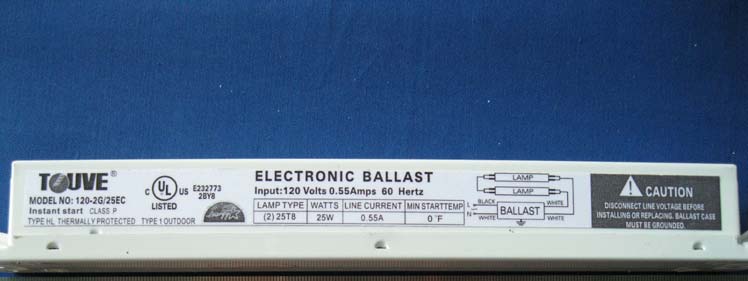 TOUVE®
MODEL NO: 120-2G/25EC
Instant start CLASS P
TYPE HL THERMALLY PROTECTED TYPE 1 OUTDOOR
C UL US
LISTED
E232773
2BY8
ELECTRONIC BALLAST
Input:120 Volts 0.55Amps 60 Hertz
LAMP TYPE WATTS LINE CURRENT MIN STARTTEMP
(2) 25T8 25W 0.55A 0°F
LAMP
LAMP
L BLACK
N WHITE
BALLAST
WHITE
WHITE
CAUTION
DISCONNECT LINE VOLTAGE BEFORE
INSTALLING OR REPLACING. BALLAST CASE
MUST BE GROUNDED.